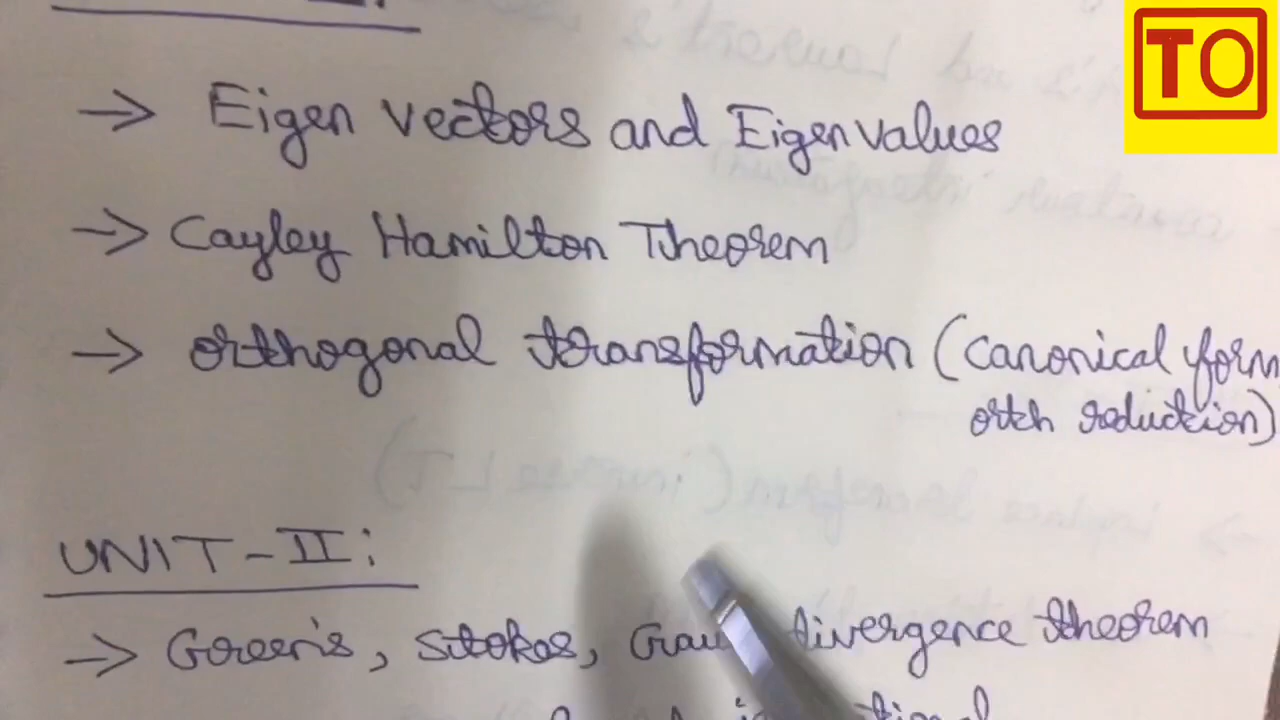 TO
→ Eigen vectors and Eigen values
→ Cayley Hamilton Theorem
→ orthogonal transformation (canonical form
orth reduction)
UNIT-II:
→ Green's, Stokes, divergence theorem